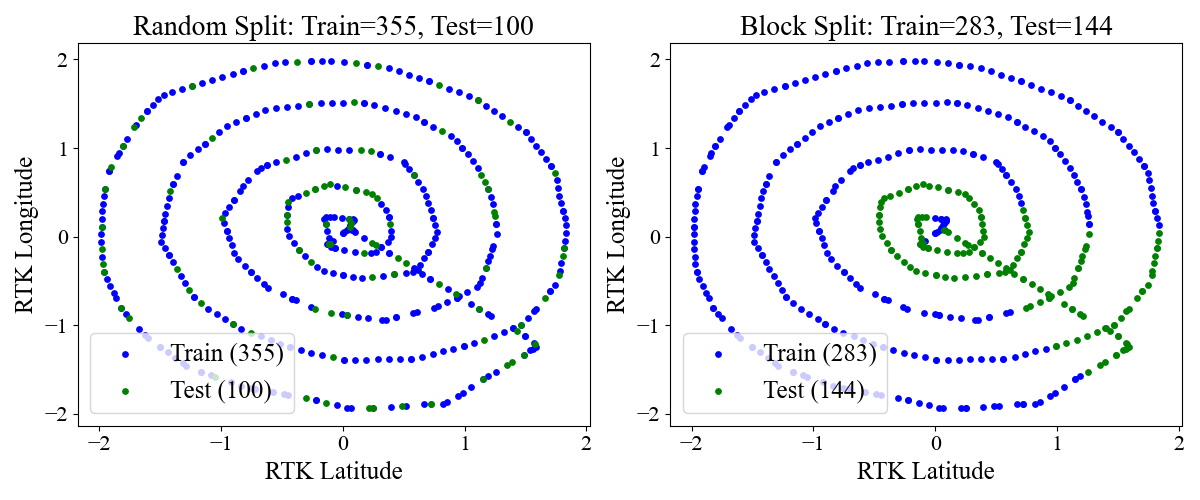 Random Split: Train=355, Test=100
2
1
0
−1
−2
RTK Longitude
Train (355)
Test (100)
−2
−1
0
1
2
RTK Latitude
Block Split: Train=283, Test=144
2
1
0
−1
−2
RTK Longitude
Train (283)
Test (144)
−2
−1
0
1
2
RTK Latitude